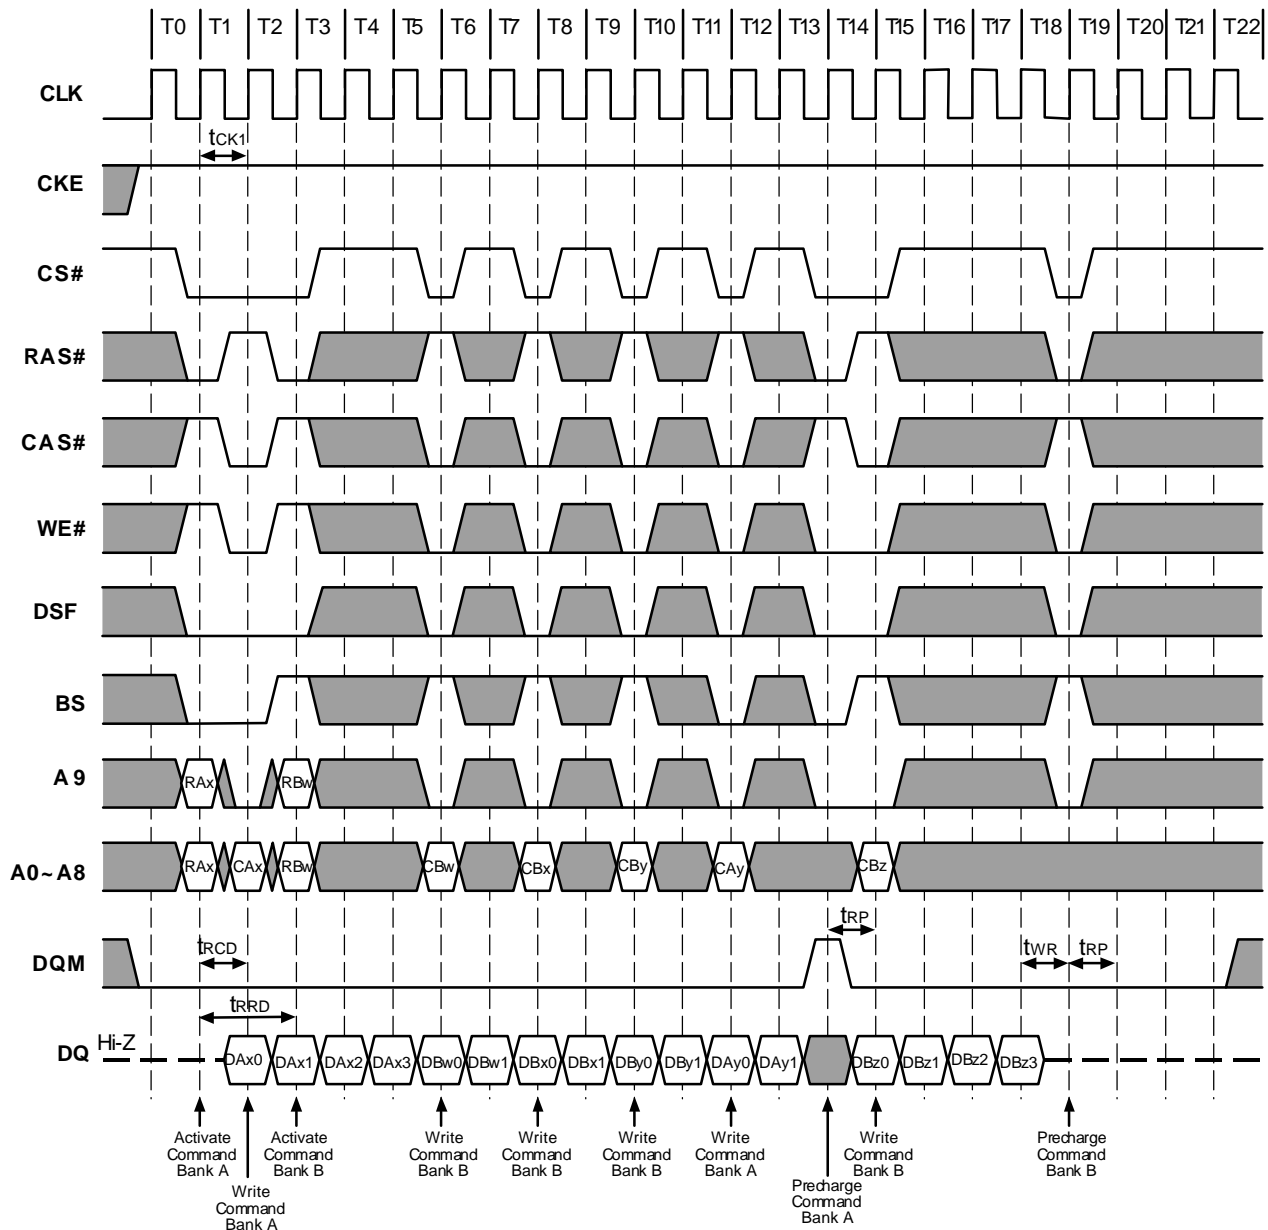 T0 T1 T2 T3 T4 T5 T6 T7 T8 T9 T10 T11 T12 T13 T14 T15 T16 T17 T18 T19 T20 T21 T22
CLK
tCK1
CKE
CS#
RAS#
CAS#
WE#
DSF
BS
A9 RAx RBw
A0~A8 RAx CAx RBw CBw CBx CBy CAy CBz
tRP
DQM tRCD tWR tRP
tRRD
DQ Hi-Z DAx0 DAx1 DAx2 DAx3 DBw0 DBw1 DBx0 DBx1 DBy0 DBy1 DAy0 DAy1 DBz0 DBz1 DBz2 DBz3
Activate Command Bank A
Write Command Bank A
Activate Command Bank B
Write Command Bank B
Write Command Bank B
Write Command Bank B
Write Command Bank A
Precharge Command Bank A
Write Command Bank B
Precharge Command Bank B